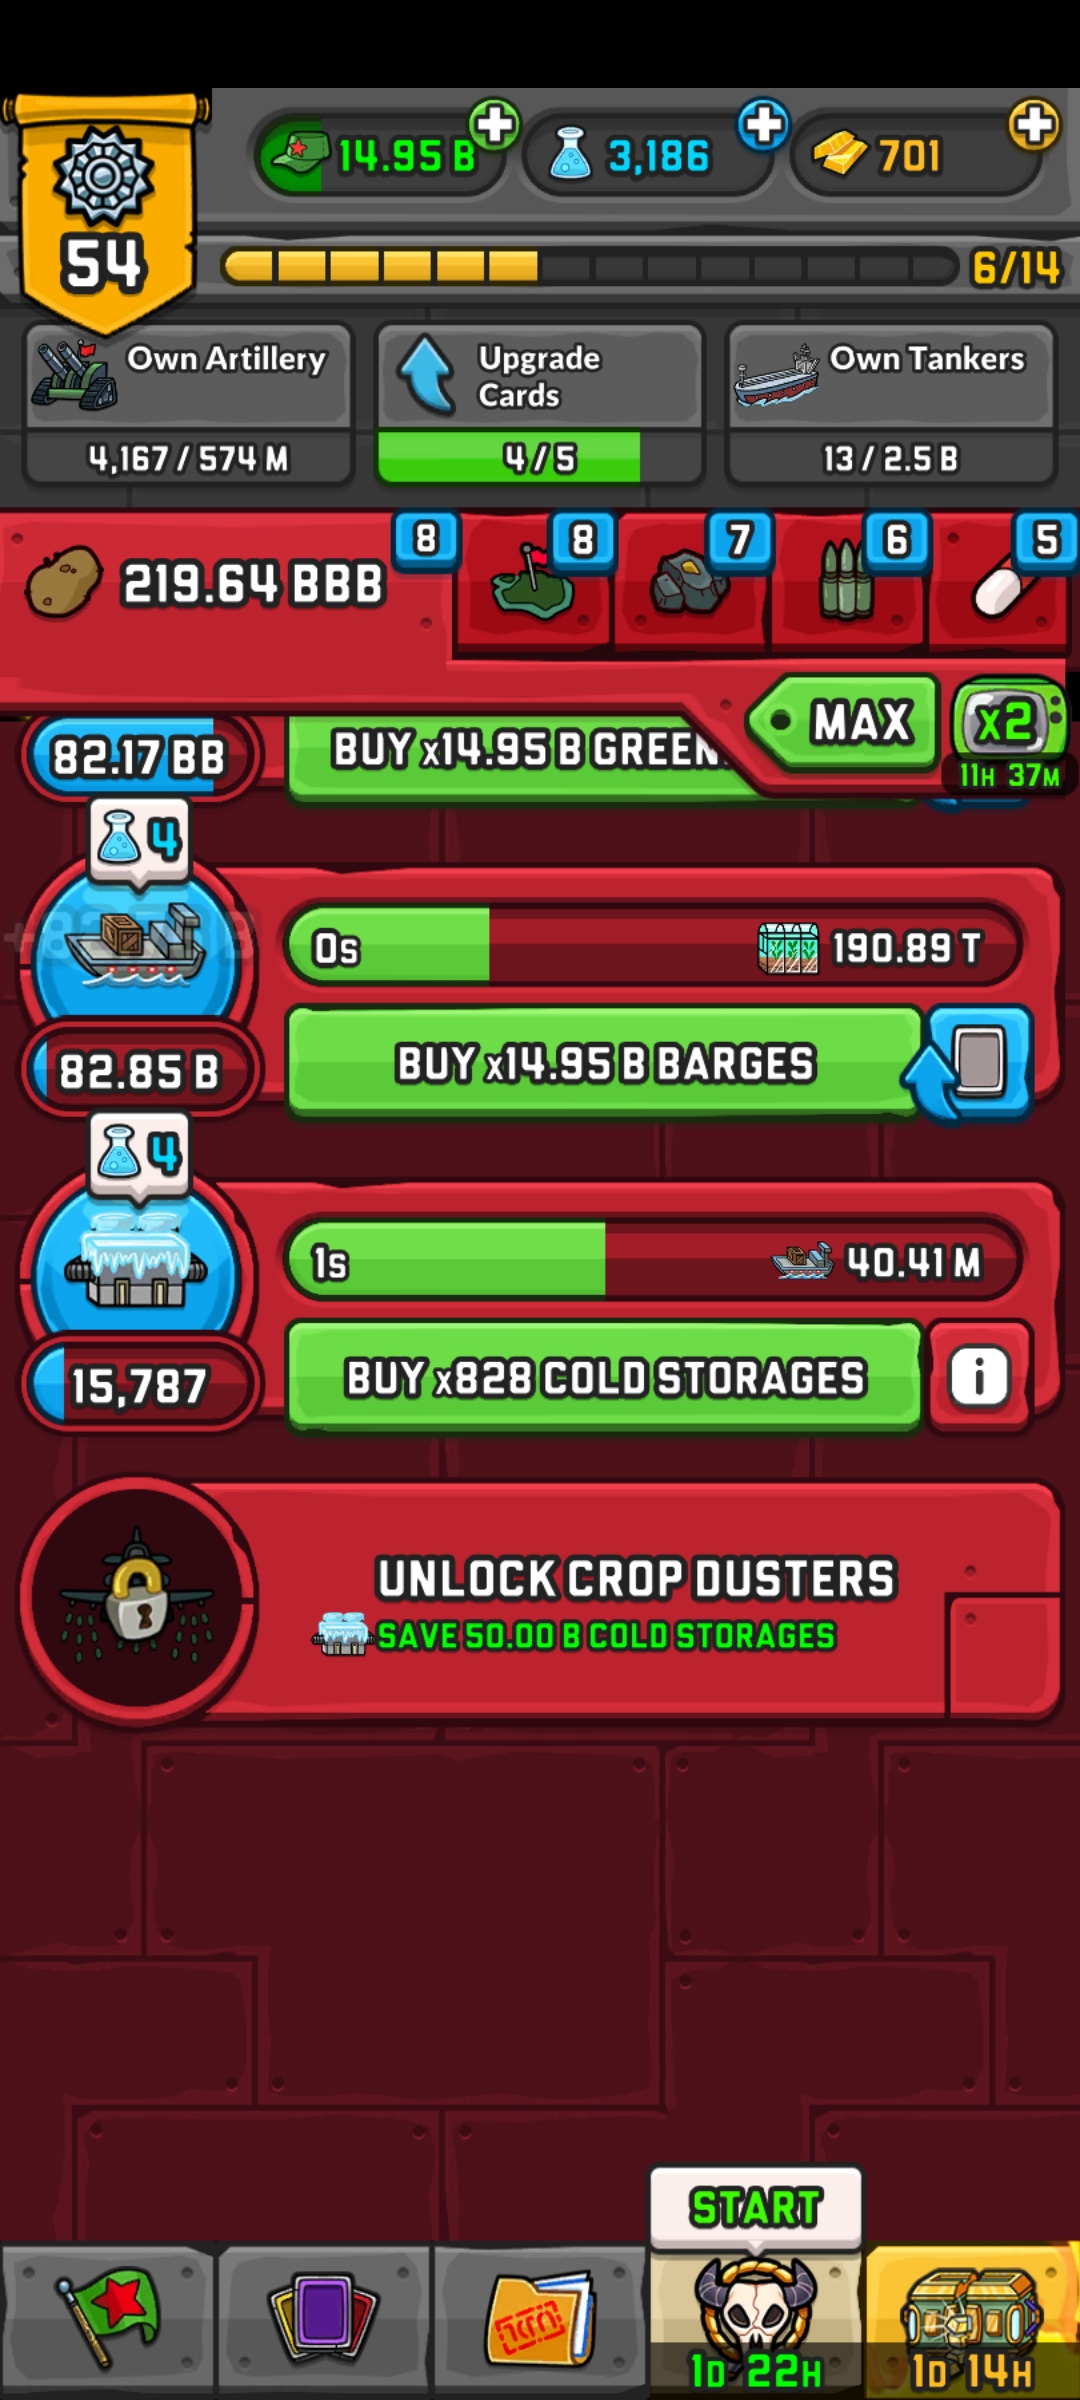 14.95 B
3,186
701
54
6/14
Own Artillery
Upgrade
Cards
Own Tankers
4,167 / 574 M
4 / 5
13 / 2.5 B
219.64 BBB
8
8
7
6
5
MAX
x2
11H 37M
82.17 BB
BUY x14.95 B GREEN
4
0s
190.89 T
82.85 B
BUY x14.95 B BARGES
4
1s
40.41 M
15,787
BUY x828 COLD STORAGES
i
UNLOCK CROP DUSTERS
SAVE 50.00 B COLD STORAGES
START
1D 22H
1D 14H